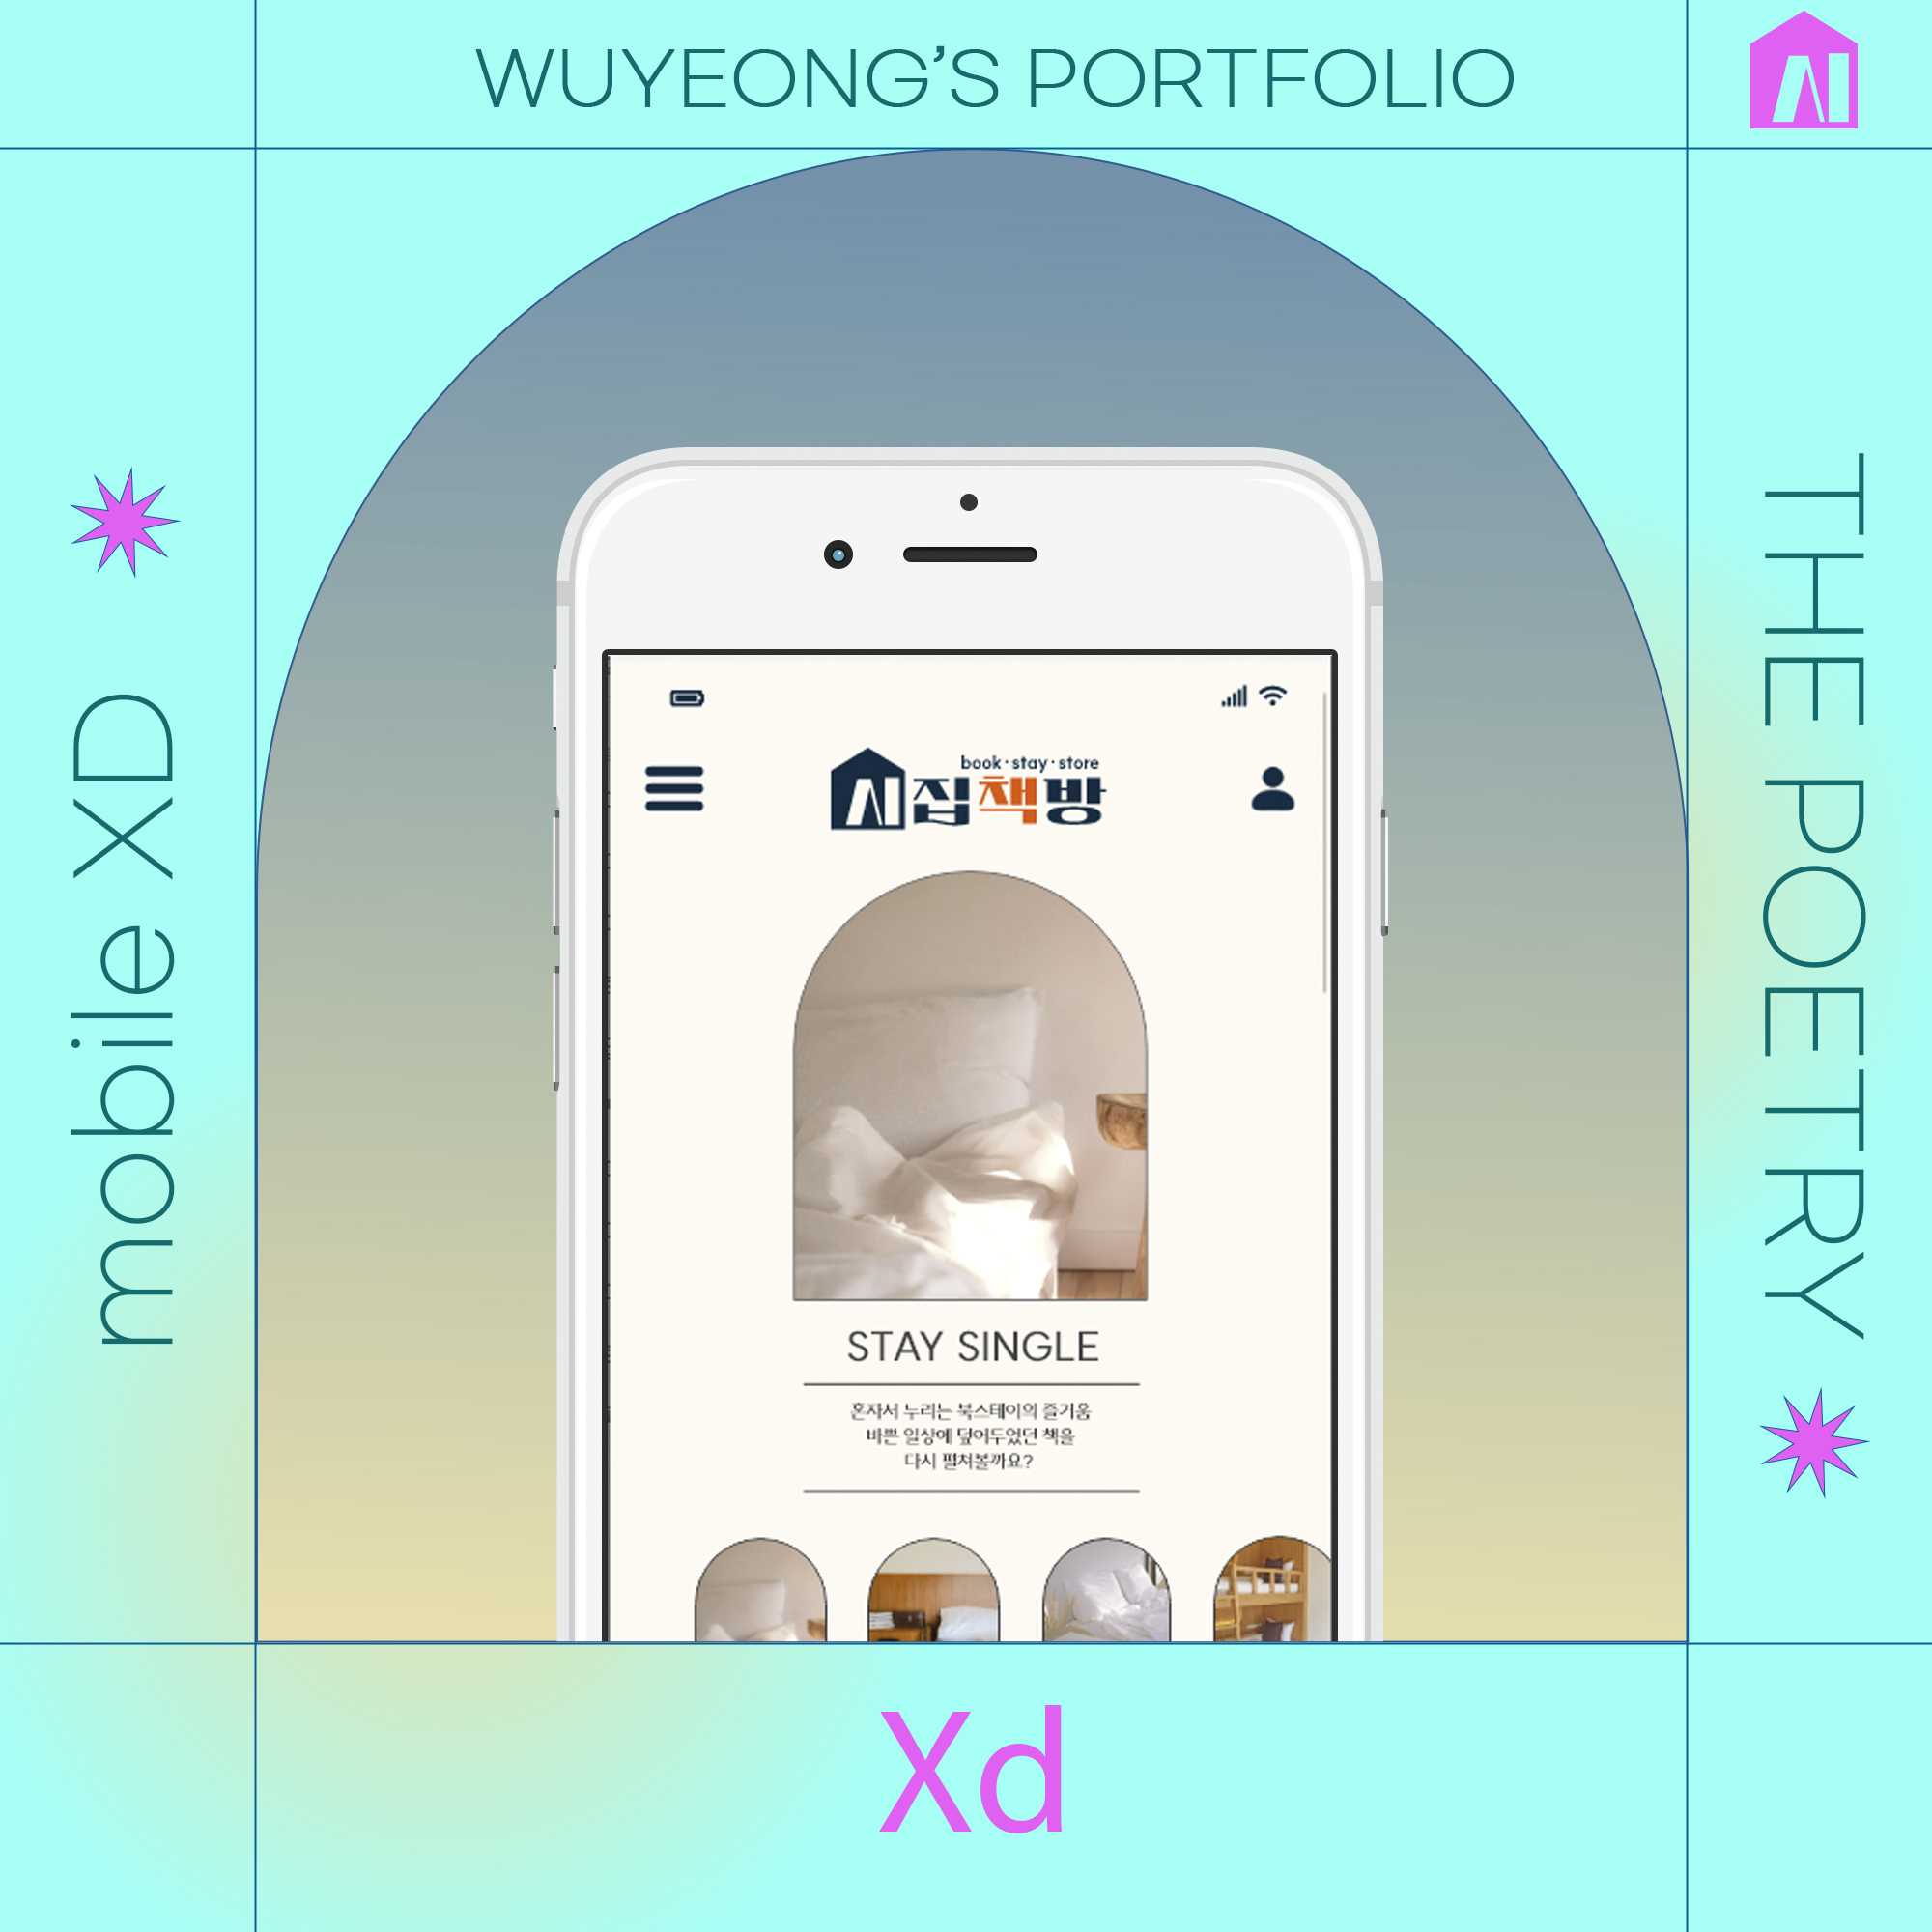 WUYEONG’S PORTFOLIO
mobile XD
THE POETRY
book·stay·store
시집책방
STAY SINGLE
혼자서 누리는 북스테이의 즐거움
바쁜 일상에 덮어두었던 책을
다시 펼쳐볼까요?
Xd